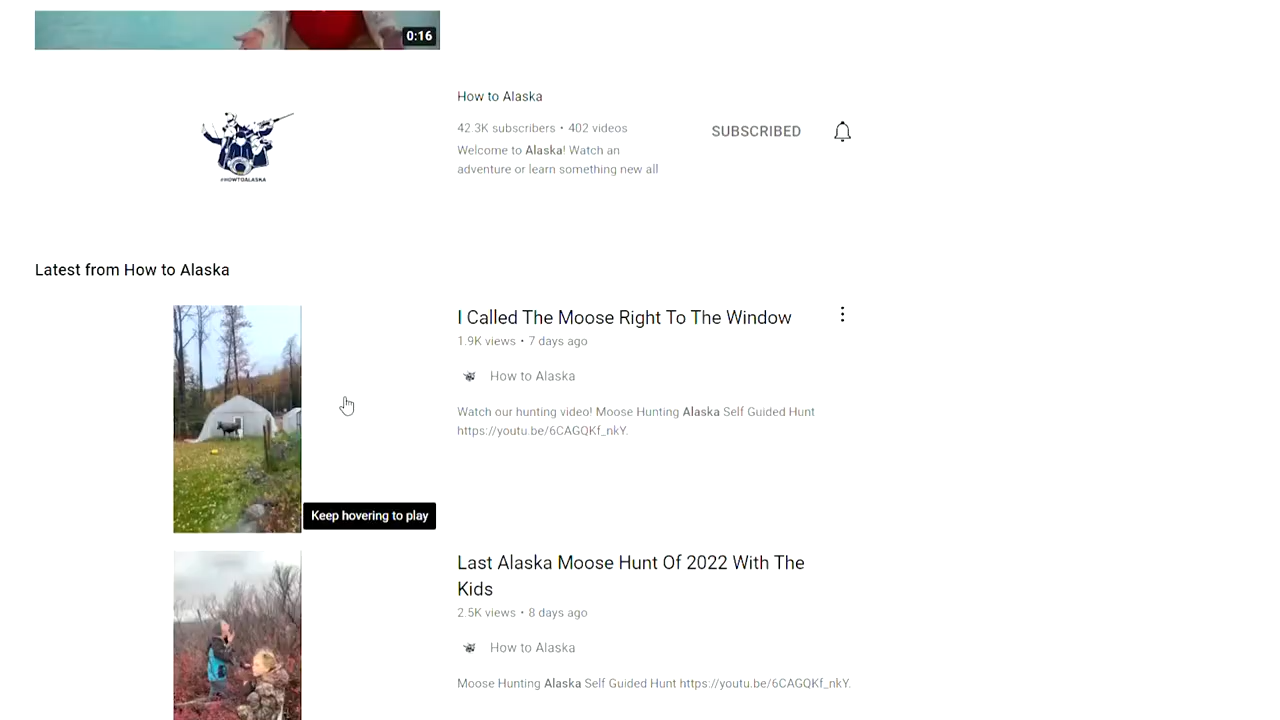 0:16
How to Alaska
42.3K subscribers • 402 videos
SUBSCRIBED
Welcome to Alaska! Watch an
adventure or learn something new all
#HOWTOALASKA
Latest from How to Alaska
I Called The Moose Right To The Window
1.9K views • 7 days ago
How to Alaska
Watch our hunting video! Moose Hunting Alaska Self Guided Hunt
https://youtu.be/6CAGQKf_nkY.
Keep hovering to play
Last Alaska Moose Hunt Of 2022 With The
Kids
2.5K views • 8 days ago
How to Alaska
Moose Hunting Alaska Self Guided Hunt https://youtu.be/6CAGQKf_nkY.